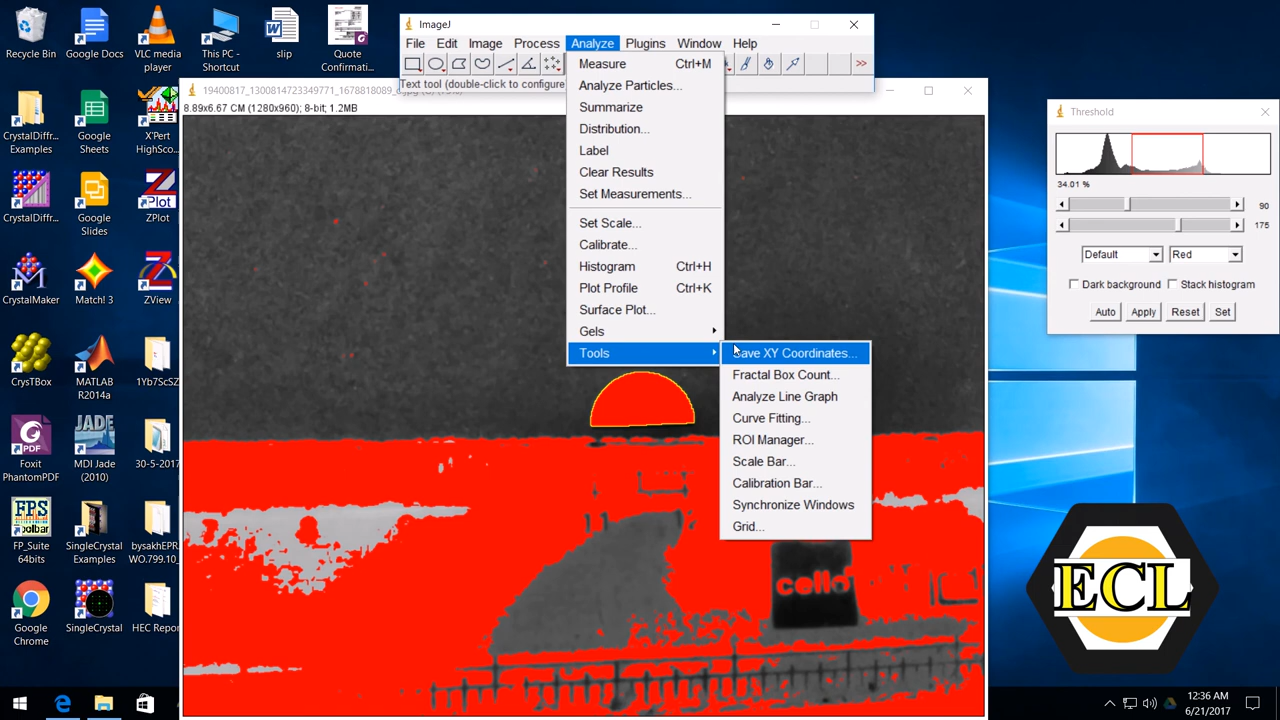 Recycle Bin
Google Docs
VLC media player
This PC - Shortcut
slip
Quote Confirmati...
CrystalDiffr... Examples
Google Sheets
X'Pert HighSco...
CrystalDiffr...
Google Slides
ZPlot
CrystalMaker
Match! 3
ZView
CrysTBox
MATLAB R2014a
1Yb7ScSZ...
Foxit PhantomPDF
MDI Jade (2010)
30-5-2017
FP_Suite 64bits
SingleCrystal Examples
bysakhEPR... WO.799.10...
Google Chrome
SingleCrystal
HEC Report
ImageJ
File Edit Image Process Analyze Plugins Window Help
>>
Text tool (double-click to configure
19400817_1300814723349771_1678818089_
8.89x6.67 CM (1280x960); 8-bit; 1.2MB
Measure Ctrl+M
Analyze Particles...
Summarize
Distribution...
Label
Clear Results
Set Measurements...
Set Scale...
Calibrate...
Histogram Ctrl+H
Plot Profile Ctrl+K
Surface Plot...
Gels
Tools
Save XY Coordinates...
Fractal Box Count...
Analyze Line Graph
Curve Fitting...
ROI Manager...
Scale Bar...
Calibration Bar...
Synchronize Windows
Grid...
Threshold
34.01 %
90
175
Default Red
Dark background Stack histogram
Auto Apply Reset Set
cello
ECL
12:36 AM
6/21/2017